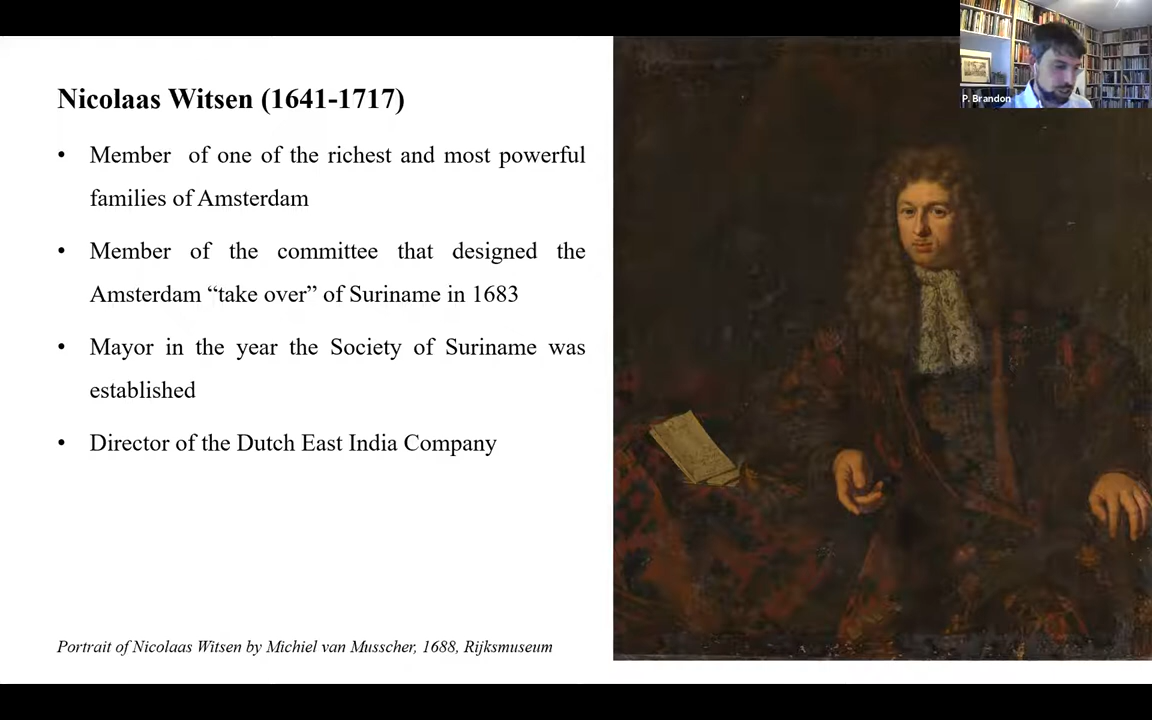 Nicolaas Witsen (1641-1717)
• Member of one of the richest and most powerful
families of Amsterdam
• Member of the committee that designed the
Amsterdam “take over” of Suriname in 1683
• Mayor in the year the Society of Suriname was
established
• Director of the Dutch East India Company
Portrait of Nicolaas Witsen by Michiel van Musscher, 1688, Rijksmuseum
P. Brandon